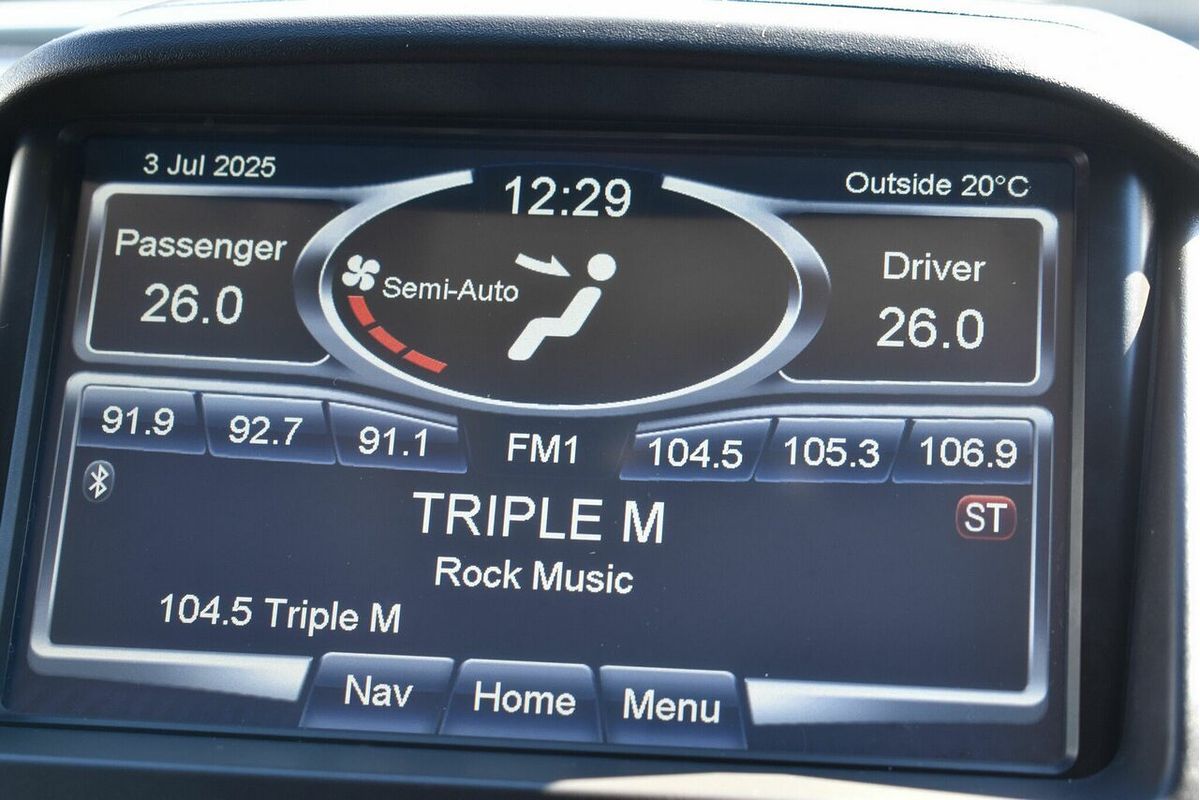 3 Jul 2025
12:29
Outside 20°C
Passenger
26.0
Semi-Auto
Driver
26.0
91.9
92.7
91.1
FM1
104.5
105.3
106.9
TRIPLE M
ST
Rock Music
104.5 Triple M
Nav
Home
Menu